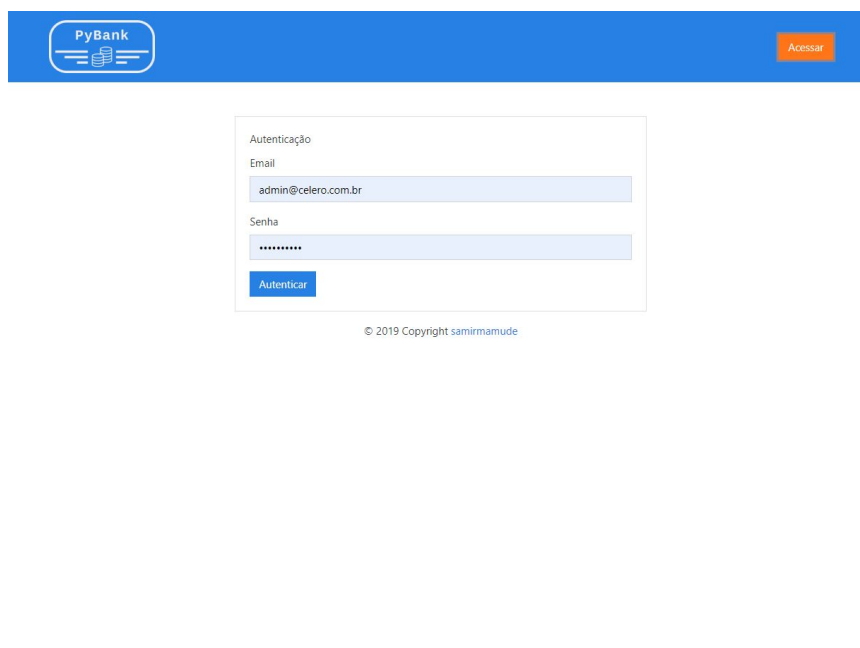 PyBank
Acessar
Autenticação
Email
admin@celero.com.br
Senha
••••••••••
Autenticar
© 2019 Copyright samirmamude